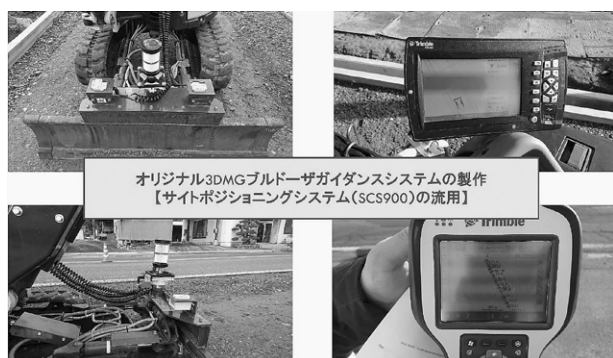 Trimble
オリジナル3DMGブルドーザガイダンスシステムの製作
【サイトポジショニングシステム(SCS900)の流用】
Trimble